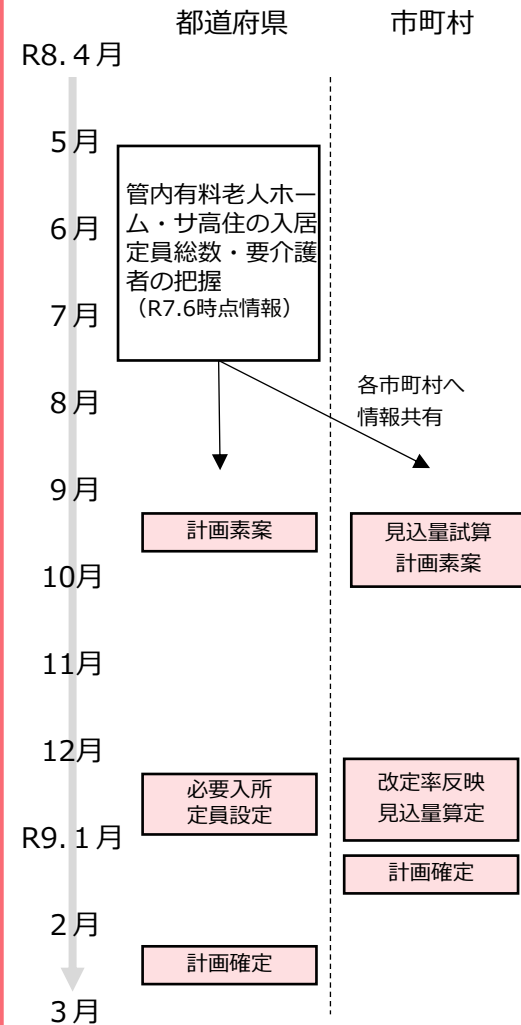 都道府県 市町村
R8.４月
５月
管内有料老人ホー
ム・サ高住の入居
定員総数・要介護
者の把握
（R7.6時点情報）
６月
７月
各市町村へ
情報共有
８月
９月
計画素案
見込量試算
計画素案
10月
11月
12月
必要入所
定員設定
改定率反映
見込量算定
R9.１月
計画確定
２月
計画確定
３月